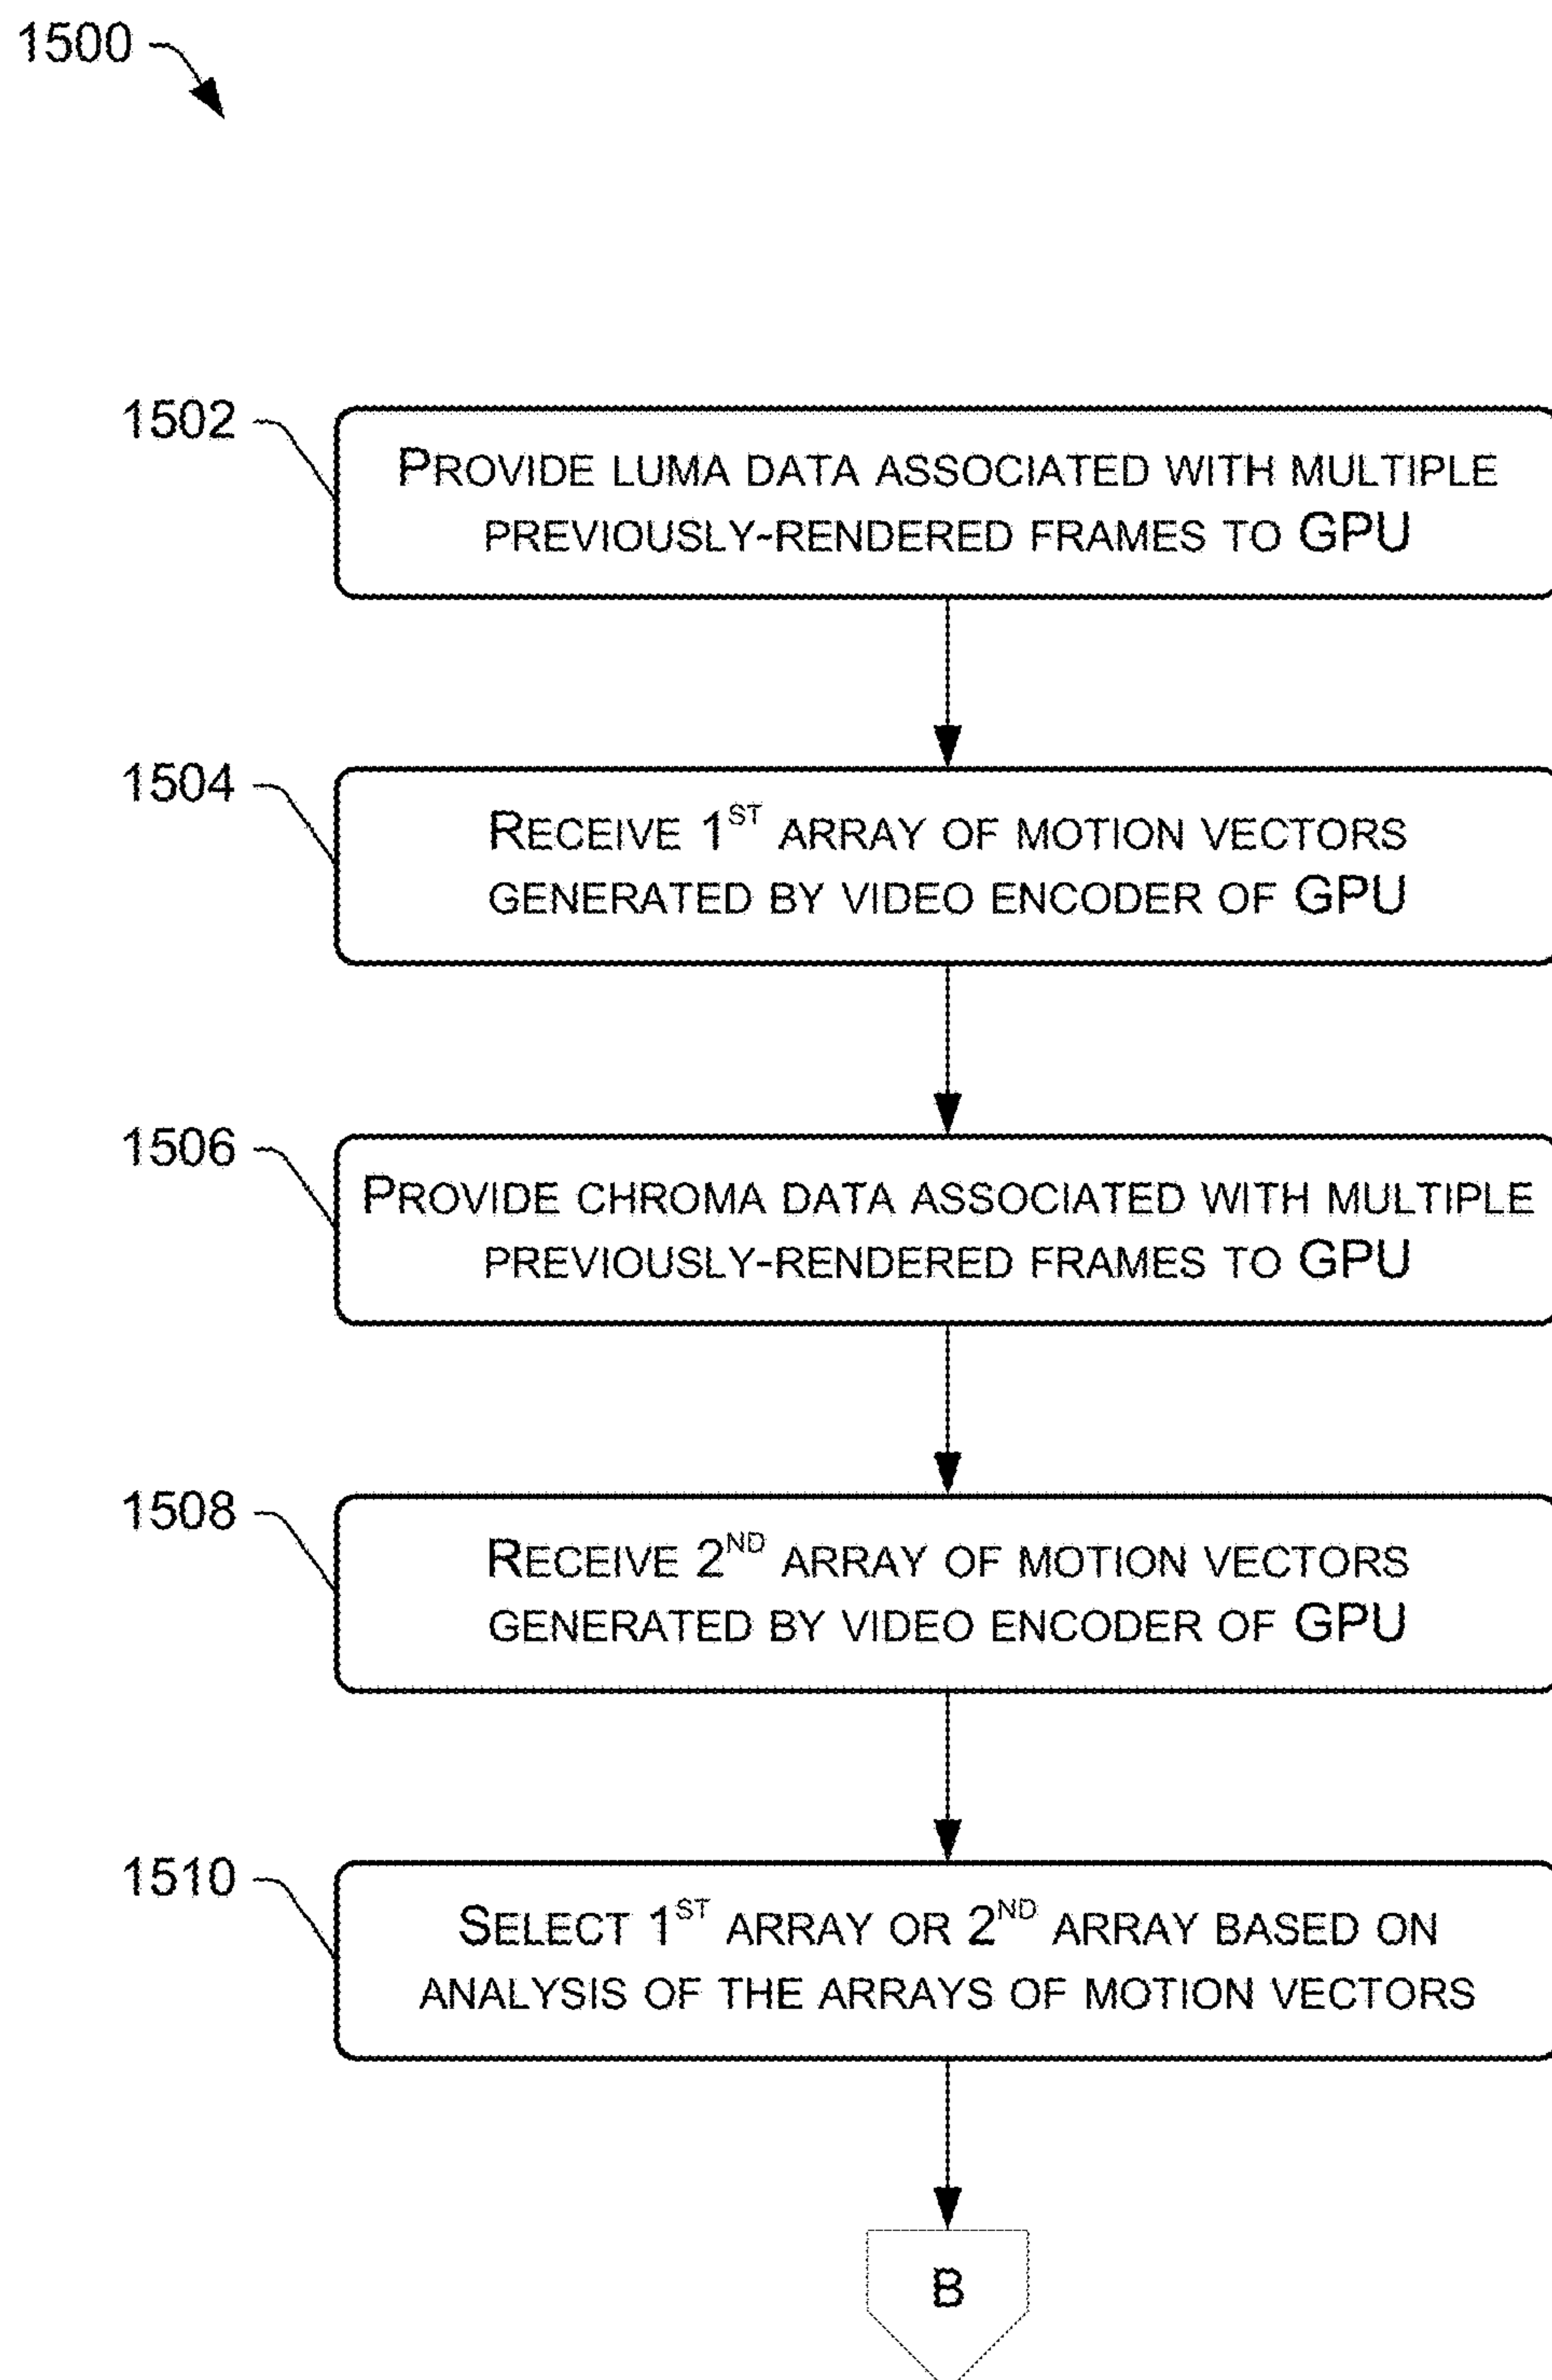 1500
1502
PROVIDE LUMA DATA ASSOCIATED WITH MULTIPLE
PREVIOUSLY-RENDERED FRAMES TO GPU
1504
RECEIVE 1ST ARRAY OF MOTION VECTORS
GENERATED BY VIDEO ENCODER OF GPU
1506
PROVIDE CHROMA DATA ASSOCIATED WITH MULTIPLE
PREVIOUSLY-RENDERED FRAMES TO GPU
1508
RECEIVE 2ND ARRAY OF MOTION VECTORS
GENERATED BY VIDEO ENCODER OF GPU
1510
SELECT 1ST ARRAY OR 2ND ARRAY BASED ON
ANALYSIS OF THE ARRAYS OF MOTION VECTORS
B